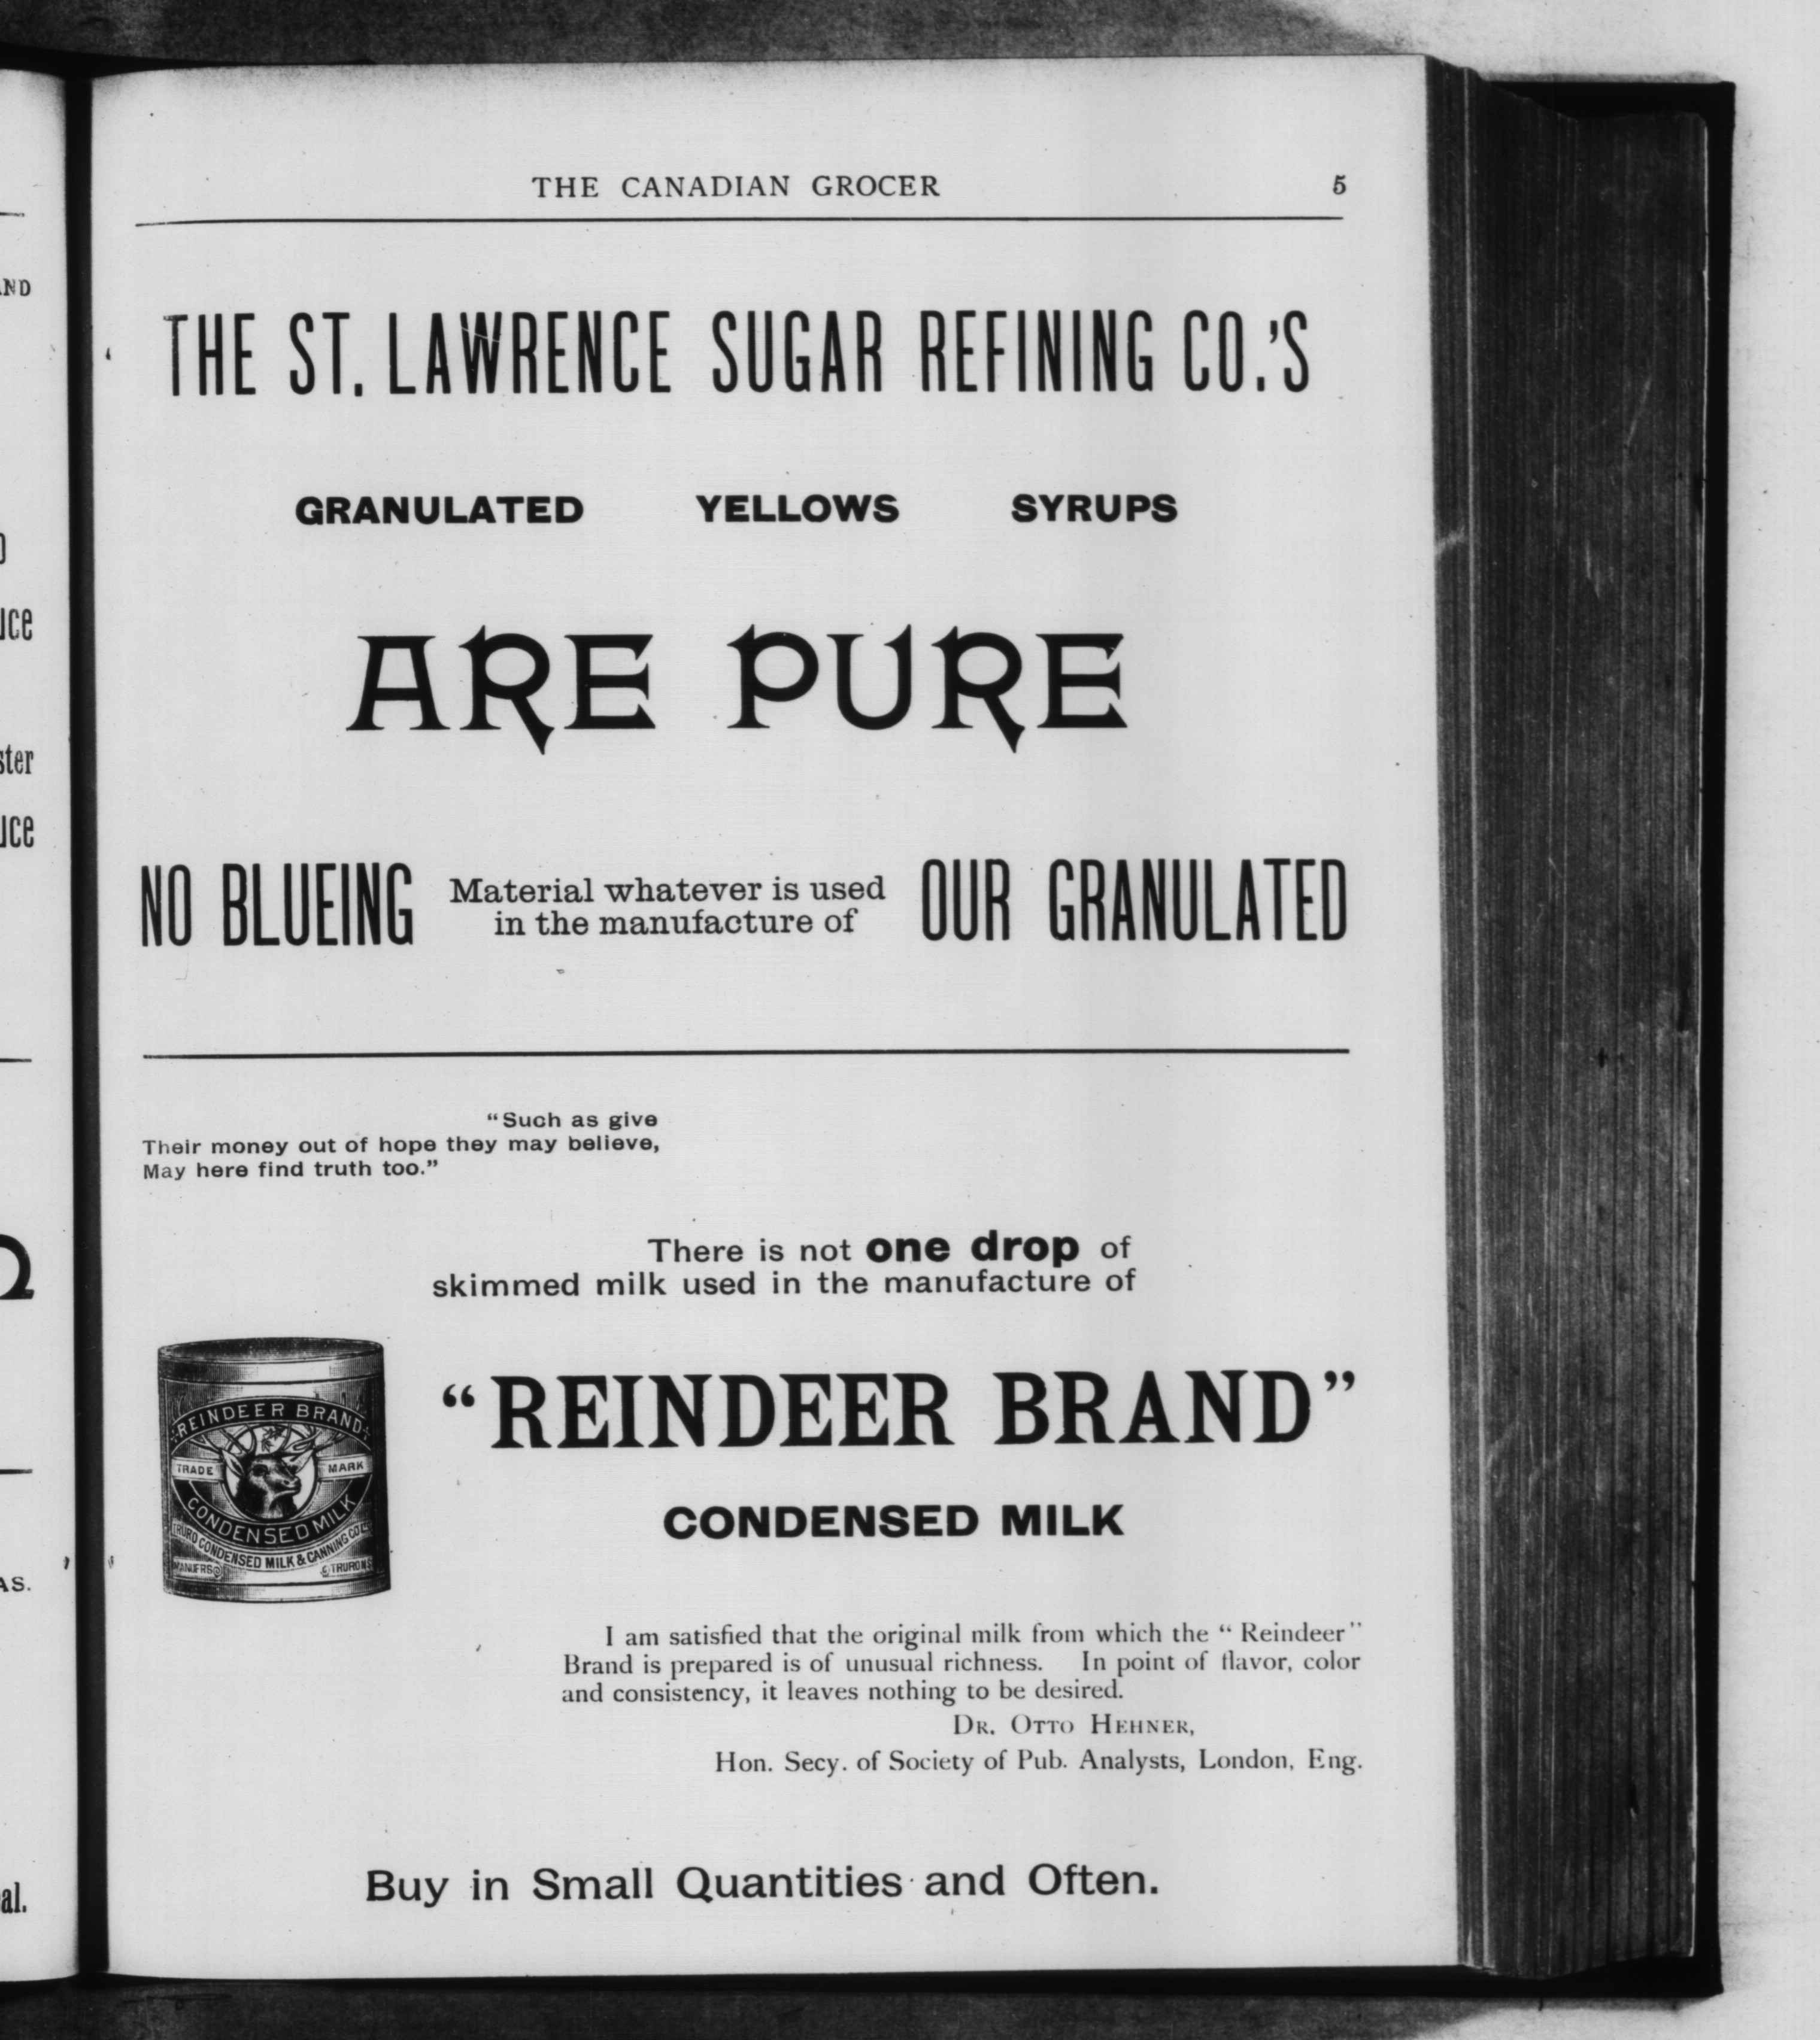 THE CANADIAN GROCER 5
THE ST. LAWRENCE SUGAR REFINING CO.'S
GRANULATED YELLOWS SYRUPS
ARE PURE
NO BLUEING Material whatever is used in the manufacture of OUR GRANULATED
“Such as give
Their money out of hope they may believe,
May here find truth too.”
There is not one drop of
skimmed milk used in the manufacture of
“REINDEER BRAND”
CONDENSED MILK
REINDEER BRAND
TRADE MARK
CONDENSED MILK
TRURO CONDENSED MILK & CANNING CO
I am satisfied that the original milk from which the “Reindeer”
Brand is prepared is of unusual richness. In point of flavor, color
and consistency, it leaves nothing to be desired.
DR. OTTO HEHNER,
Hon. Secy. of Society of Pub. Analysts, London, Eng.
Buy in Small Quantities and Often.